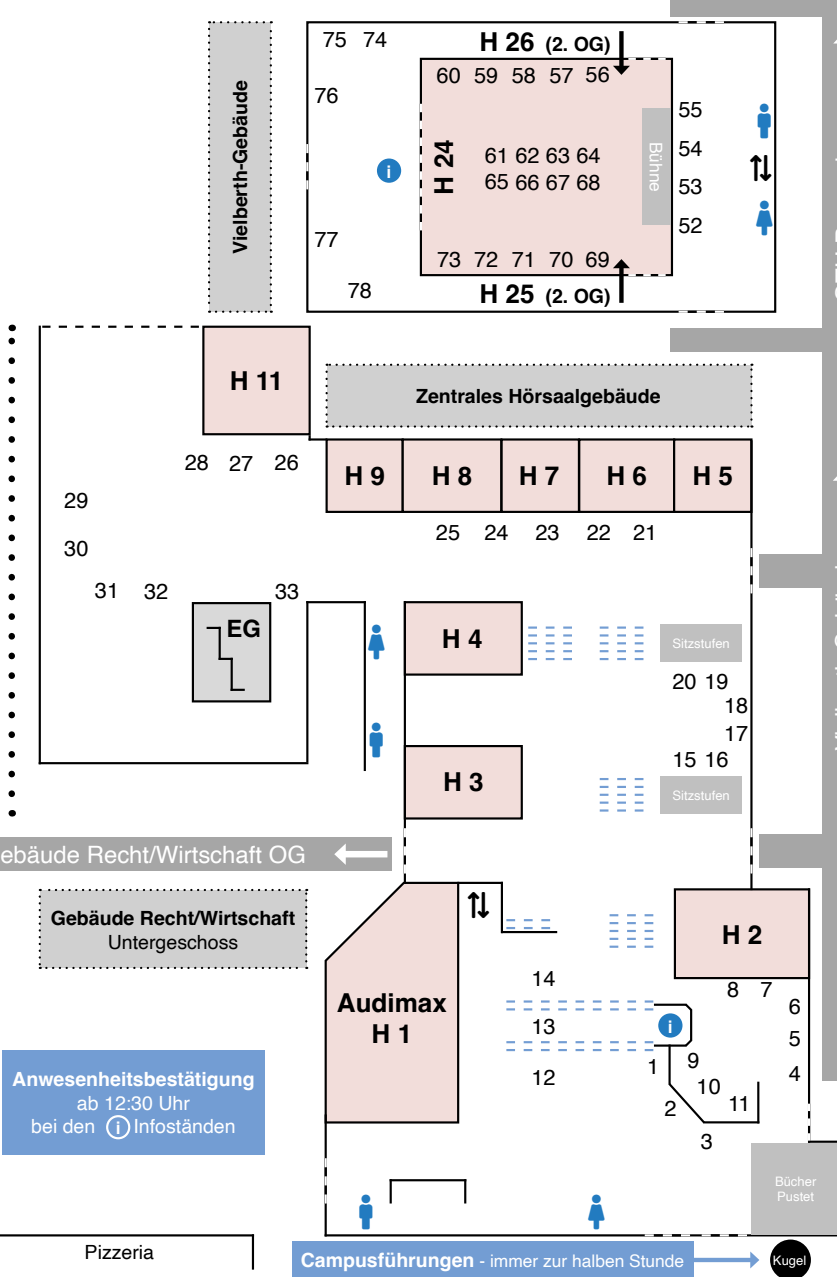 75 74
H 26 (2. OG)
60 59 58 57 56
76
Vielberth-Gebäude
H 24
61 62 63 64
65 66 67 68
Bühne
55
54
53
52
i
77
73 72 71 70 69
78
H 25 (2. OG)
H 11
Zentrales Hörsaalgebäude
28 27 26
H 9
H 8
H 7
H 6
H 5
29
25 24 23 22 21
30
31 32 33
EG
H 4
Sitzstufen
20 19
18
17
15 16
H 3
Sitzstufen
ebäude Recht/Wirtschaft OG
Gebäude Recht/Wirtschaft
Untergeschoss
H 2
Audimax
H 1
14
8 7
6
13
i
5
12
1
9
4
10
2
11
3
Anwesenheitsbestätigung
ab 12:30 Uhr
bei den i Infoständen
Bücher
Pustet
Pizzeria
Campusführungen - immer zur halben Stunde
Kugel